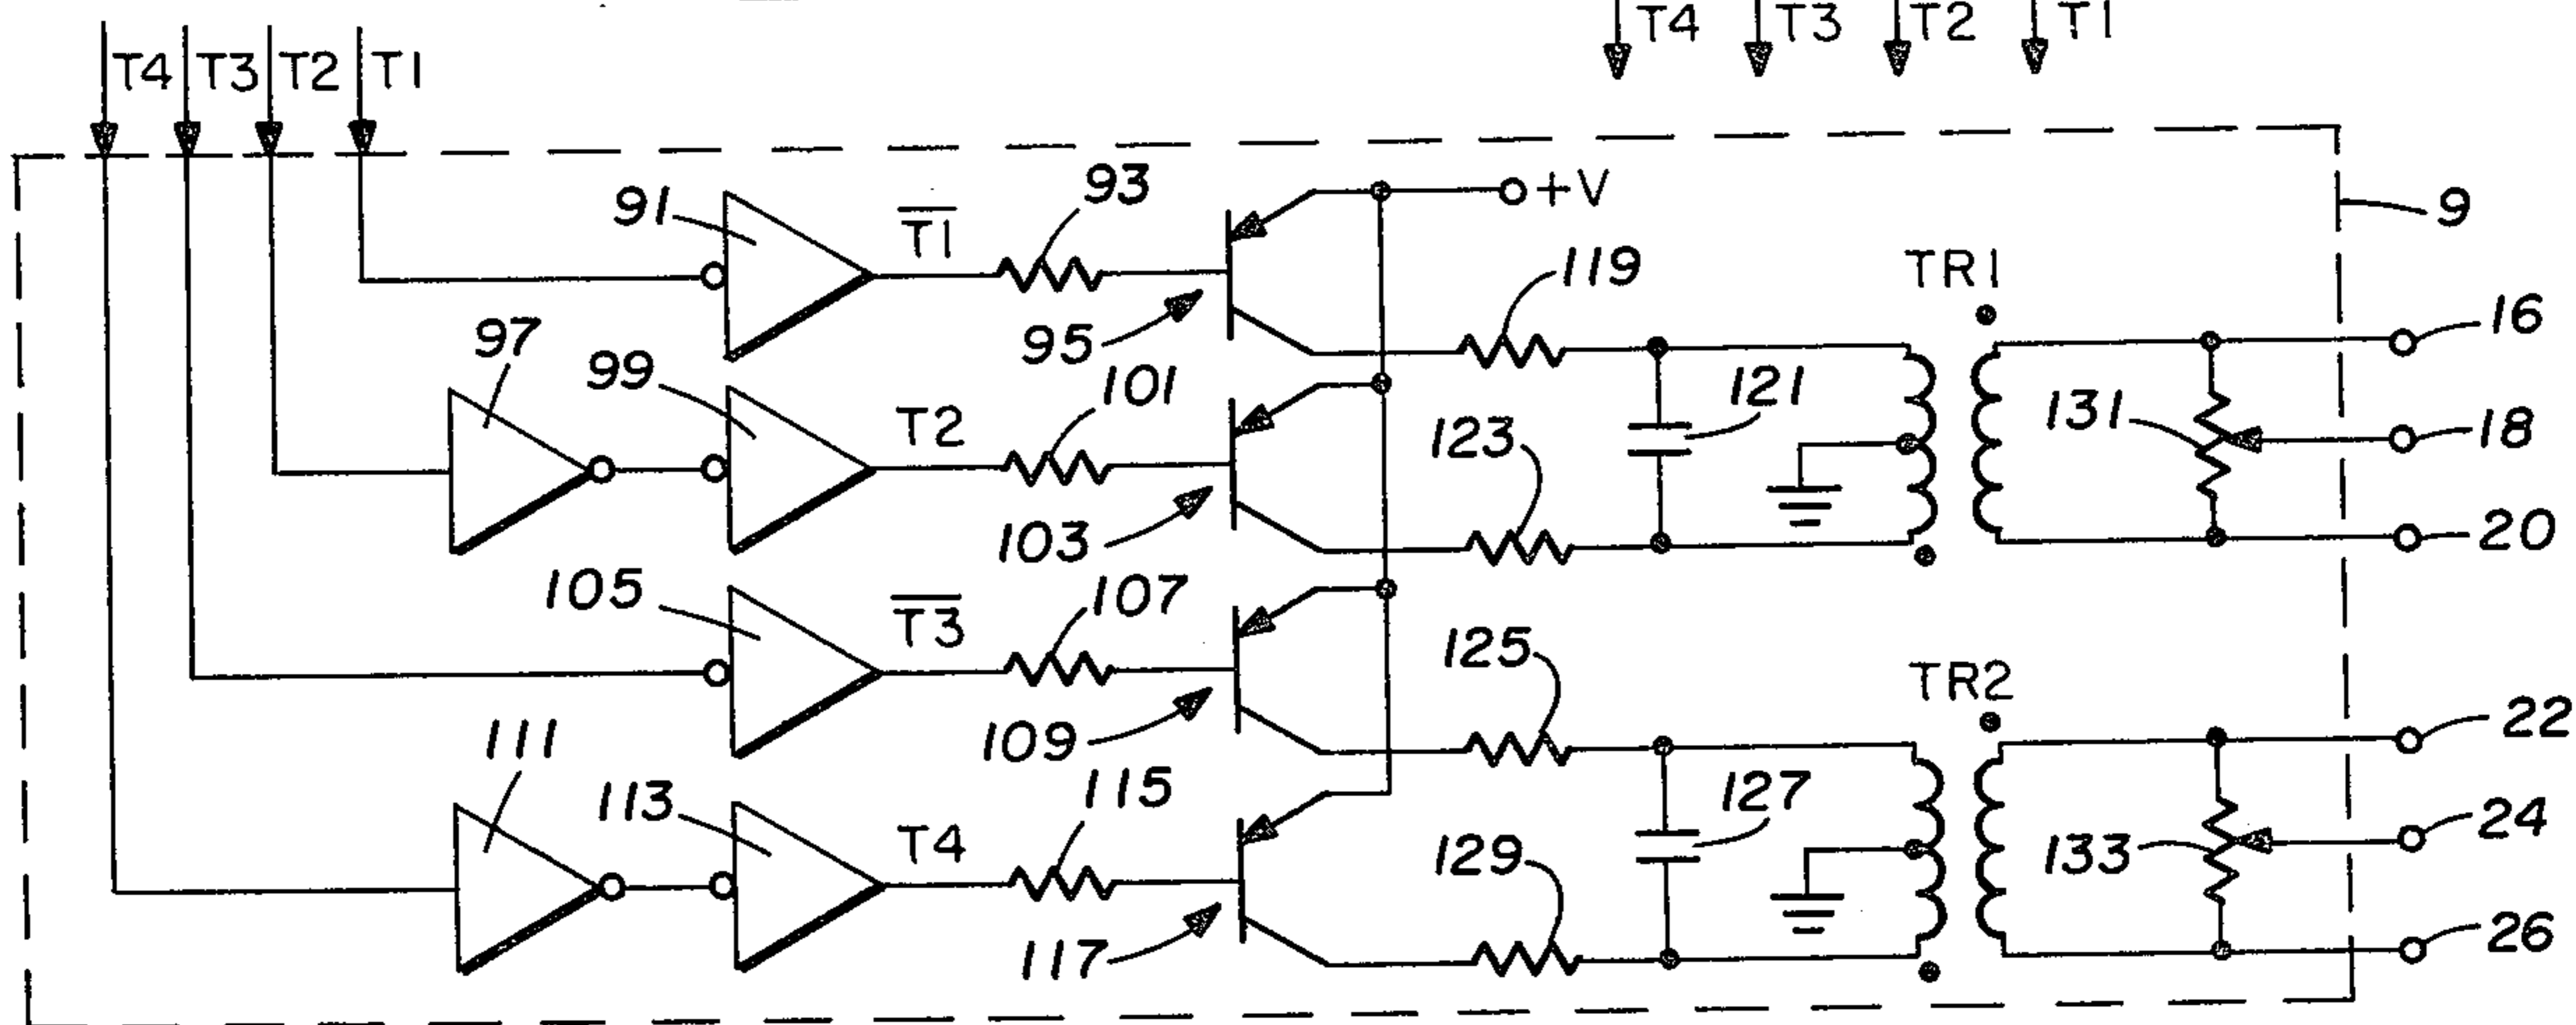 T4 T3 T2 T1
T4 T3 T2 T1
91 T̅1̅ 93 +V 9
95 119 TR1 16
97 99 T2 101 121 131 18
103 123 20
105 T̅3̅ 107 125 TR2 22
109
111 113 T4 115 127 133 24
117 129 26